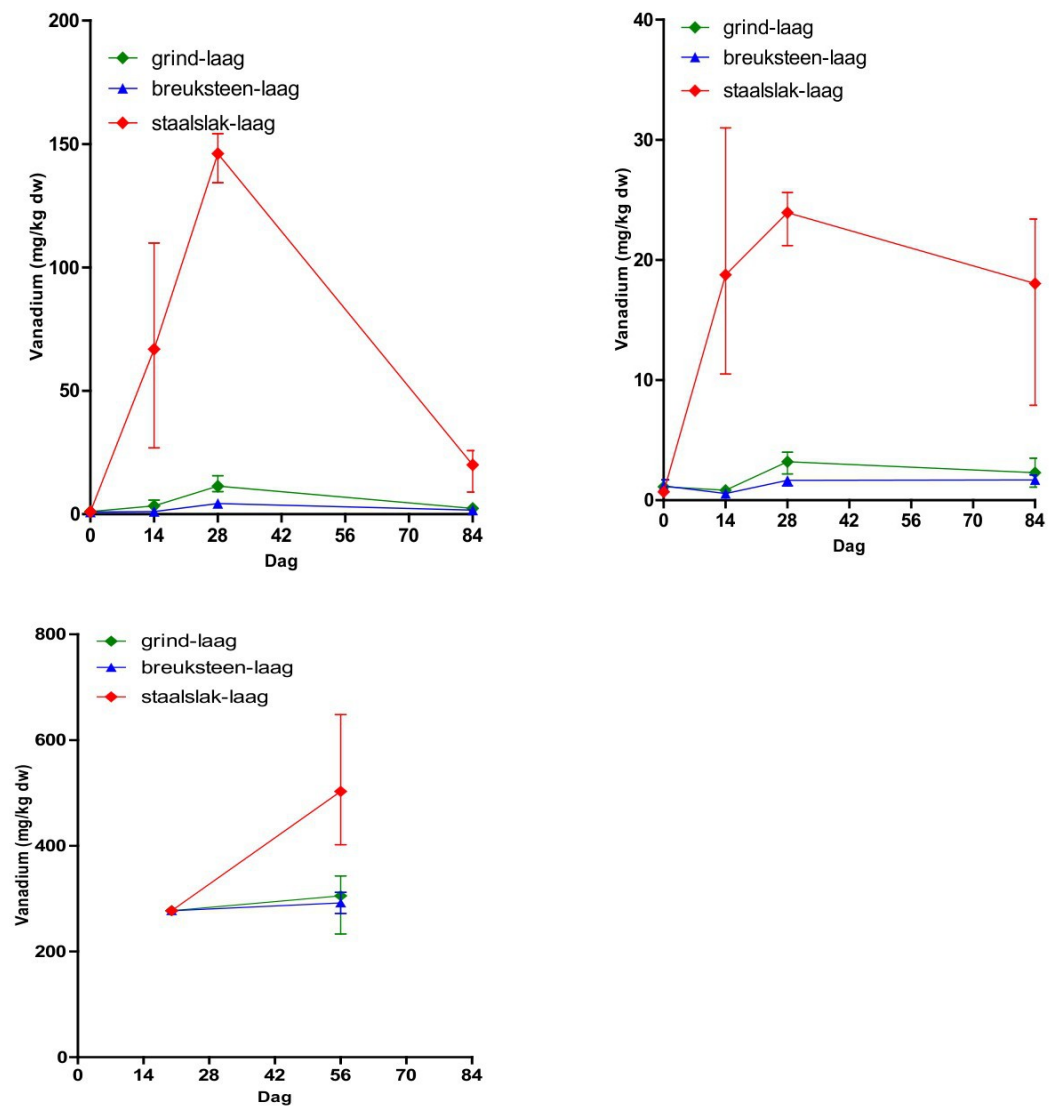 200
grind-laag
breuksteen-laag
staalslak-laag
150
100
50
0
Vanadium (mg/kg dw)
0 14 28 42 56 70 84
Dag
40
grind-laag
breuksteen-laag
staalslak-laag
30
20
10
0
Vanadium (mg/kg dw)
0 14 28 42 56 70 84
Dag
800
grind-laag
breuksteen-laag
staalslak-laag
600
400
200
0
Vanadium (mg/kg dw)
0 14 28 42 56 70 84
Dag